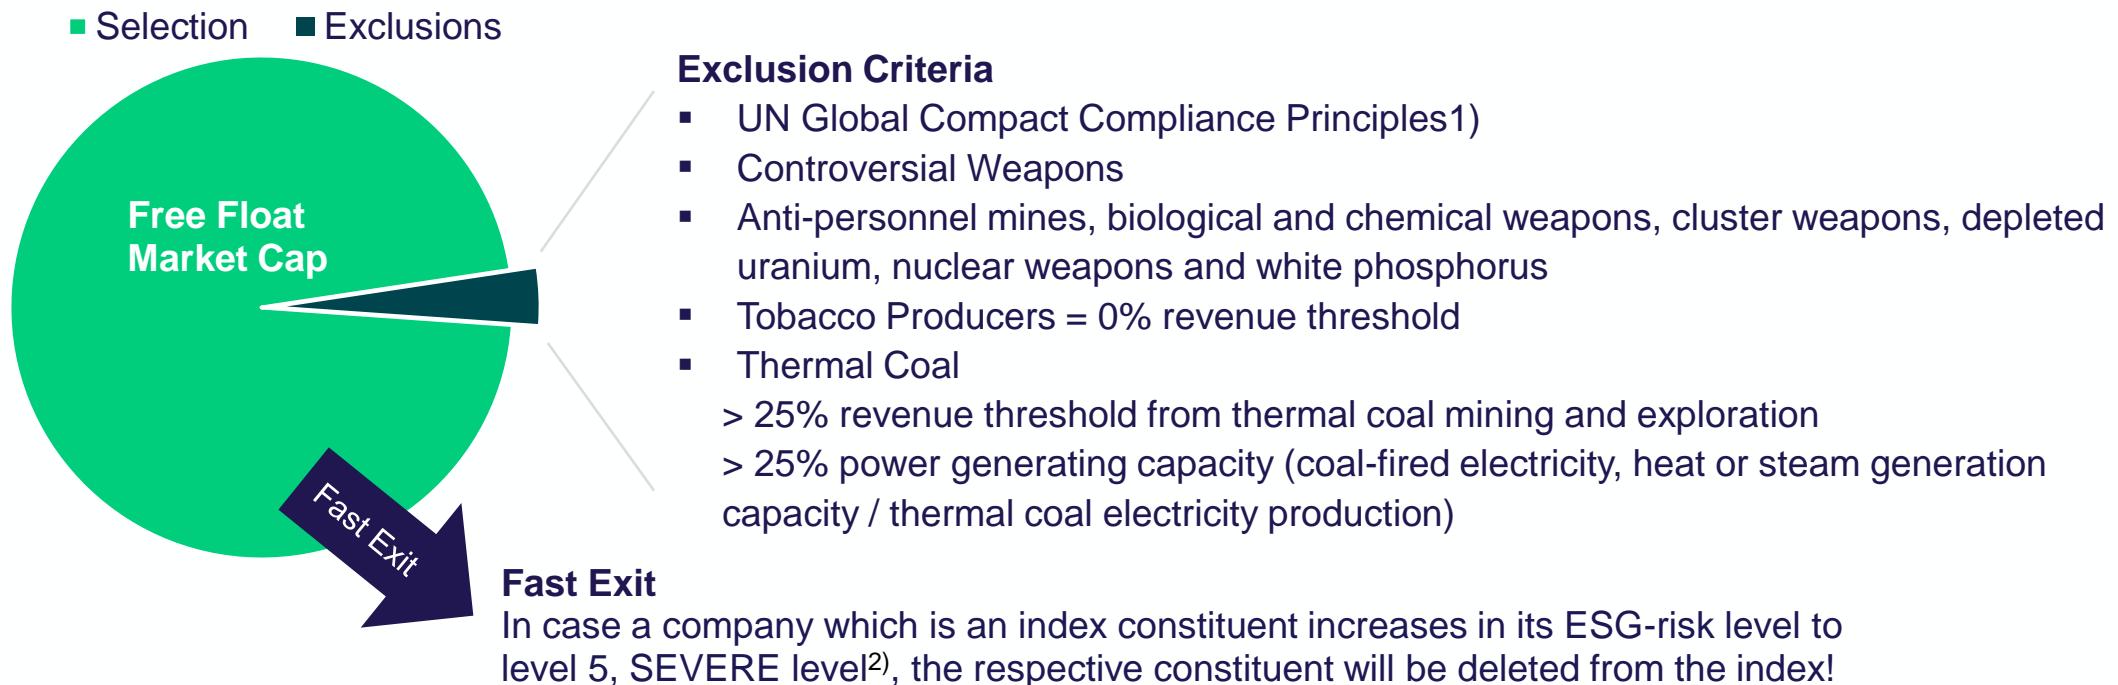 Selection Exclusions
Free Float
Market Cap
Fast Exit
Exclusion Criteria
▪ UN Global Compact Compliance Principles1)
▪ Controversial Weapons
▪ Anti-personnel mines, biological and chemical weapons, cluster weapons, depleted
uranium, nuclear weapons and white phosphorus
▪ Tobacco Producers = 0% revenue threshold
▪ Thermal Coal
> 25% revenue threshold from thermal coal mining and exploration
> 25% power generating capacity (coal-fired electricity, heat or steam generation
capacity / thermal coal electricity production)
Fast Exit
In case a company which is an index constituent increases in its ESG-risk level to
level 5, SEVERE level2), the respective constituent will be deleted from the index!